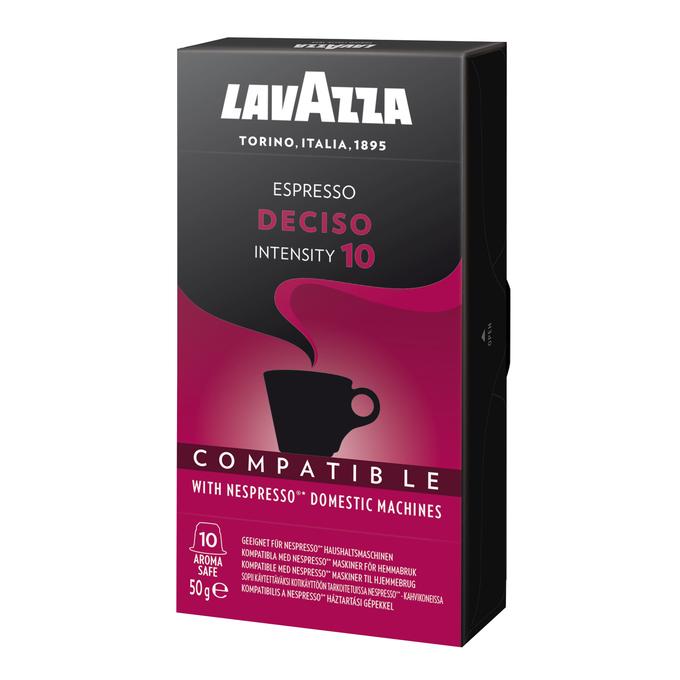 LAVAZZA
LAVAZZA
TORINO, ITALIA, 1895
ESPRESSO
DECISO
INTENSITY 10
OPEN
COMPATIBLE
WITH NESPRESSO®* DOMESTIC MACHINES
10
AROMA
SAFE
50g℮
GEEIGNET FÜR NESPRESSO®* HAUSHALTSMASCHINEN
KOMPATIBLA MED NESPRESSO®* MASKINER FÖR HEMMABRUK
KOMPATIBLE MED NESPRESSO®* MASKINER TIL HJEMMEBRUG
SOPII KÄYTETTÄVÄKSI KOTIKÄYTTÖÖN TARKOITETUISSA NESPRESSO®* -KAHVIKONEISSA
KOMPATIBILIS A NESPRESSO®* HÁZTARTÁSI GÉPEKKEL